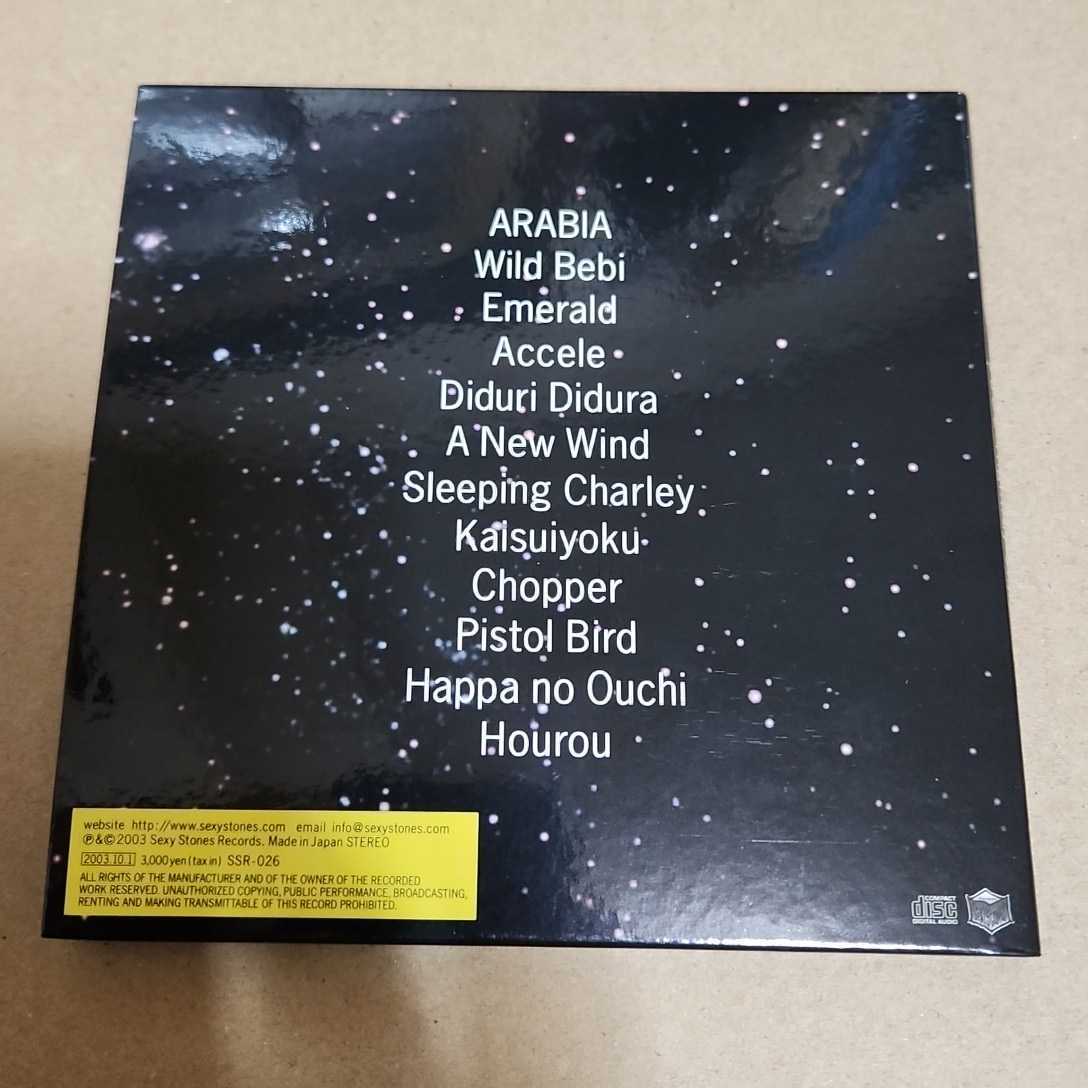 ARABIA
Wild Bebi
Emerald
Accele
Diduri Didura
A New Wind
Sleeping Charley
Kaisuiyoku
Chopper
Pistol Bird
Happa no Ouchi
Hourou
website http://www.sexystones.com email info@sexystones.com
℗&©2003 Sexy Stones Records. Made in Japan STEREO
2003.10.1 3,000yen(tax in) SSR-026
ALL RIGHTS OF THE MANUFACTURER AND OF THE OWNER OF THE RECORDED
WORK RESERVED. UNAUTHORIZED COPYING, PUBLIC PERFORMANCE, BROADCASTING,
RENTING AND MAKING TRANSMITTABLE OF THIS RECORD PROHIBITED.
COMPACT
disc
DIGITAL AUDIO